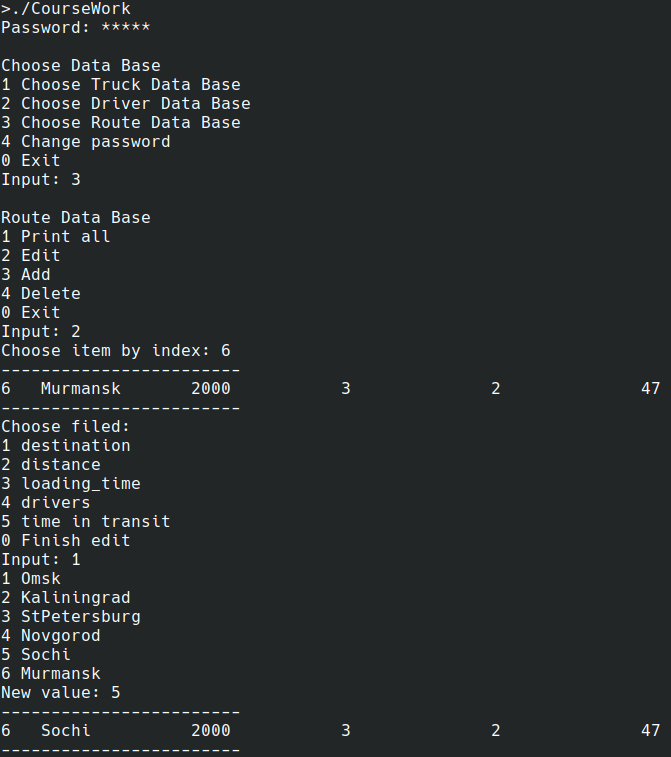 >./CourseWork
Password: *****
Choose Data Base
1 Choose Truck Data Base
2 Choose Driver Data Base
3 Choose Route Data Base
4 Change password
0 Exit
Input: 3
Route Data Base
1 Print all
2 Edit
3 Add
4 Delete
0 Exit
Input: 2
Choose item by index: 6
------------------------
6   Murmansk       2000           3              2              47
------------------------
Choose filed:
1 destination
2 distance
3 loading_time
4 drivers
5 time in transit
0 Finish edit
Input: 1
1 Omsk
2 Kaliningrad
3 StPetersburg
4 Novgorod
5 Sochi
6 Murmansk
New value: 5
------------------------
6   Sochi          2000           3              2              47
------------------------